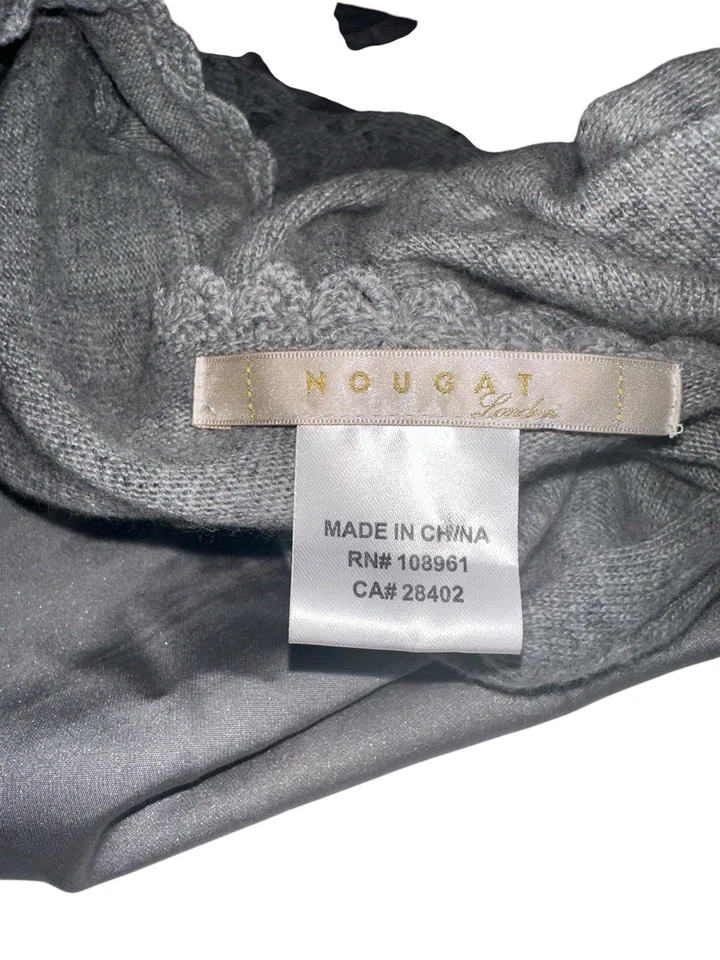 NOUGAT
London
MADE IN CHINA
RN# 108961
CA# 28402